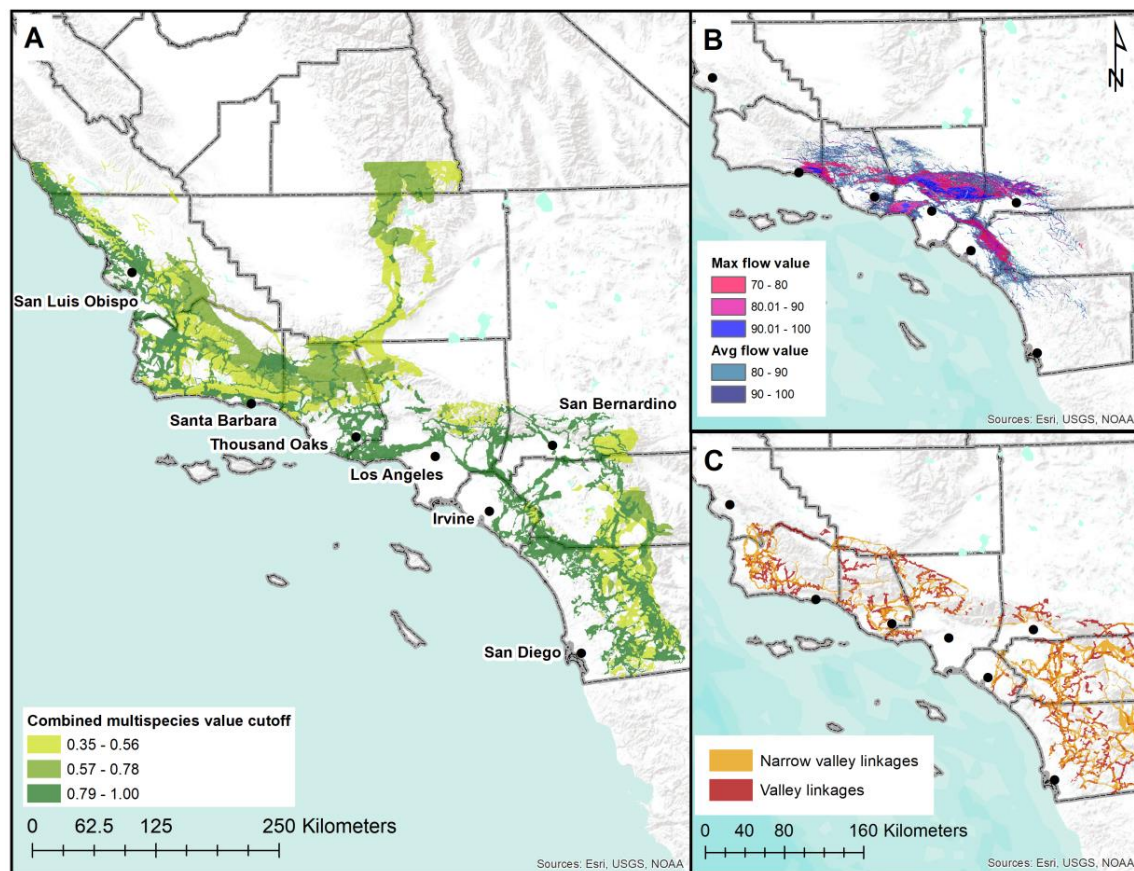 A
San Luis Obispo
Santa Barbara
Thousand Oaks
Los Angeles
San Bernardino
Irvine
San Diego
Combined multispecies value cutoff
0.35 - 0.56
0.57 - 0.78
0.79 - 1.00
0 62.5 125 250 Kilometers
Sources: Esri, USGS, NOAA
B
N
Max flow value
70 - 80
80.01 - 90
90.01 - 100
Avg flow value
80 - 90
90 - 100
Sources: Esri, USGS, NOAA
C
Narrow valley linkages
Valley linkages
0 40 80 160 Kilometers
Sources: Esri, USGS, NOAA